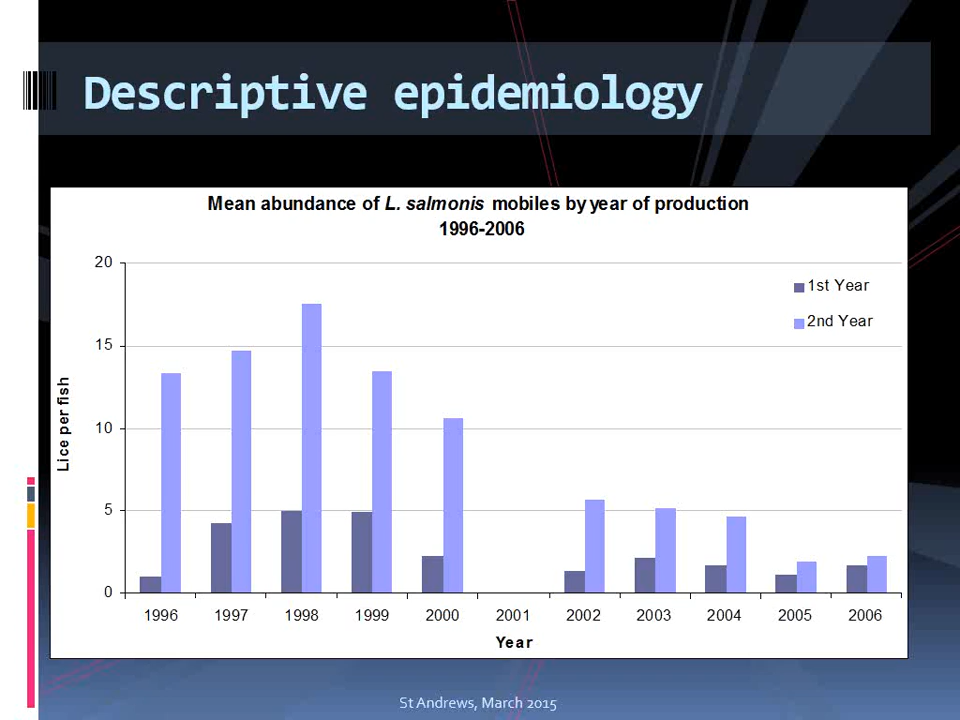 Descriptive epidemiology
Mean abundance of L. salmonis mobiles by year of production
1996-2006
20
15
10
5
0
Lice per fish
1st Year
2nd Year
1996 1997 1998 1999 2000 2001 2002 2003 2004 2005 2006
Year
St Andrews, March 2015